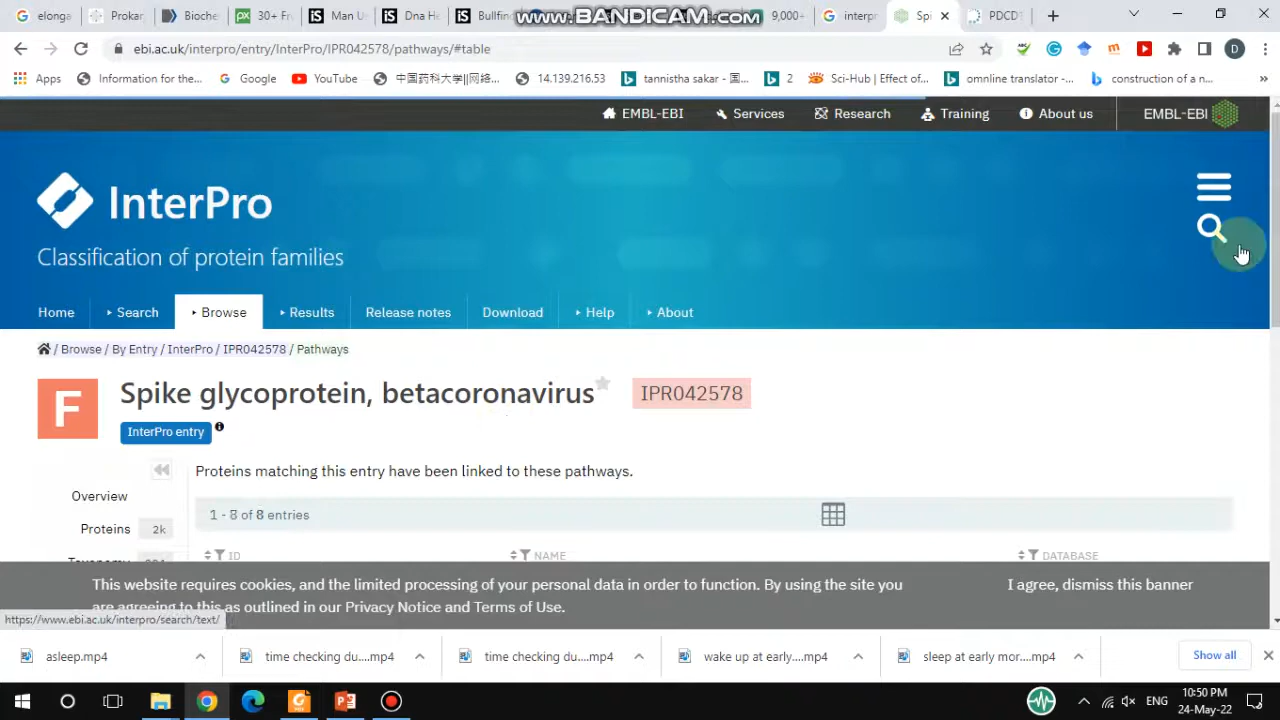 elonga
Prokar
Bioche
30+ Fr
Man U
Dna He
Bullfin
9,000+
interpr
Spi
PDCD1
www.BANDICAM.com
ebi.ac.uk/interpro/entry/InterPro/IPR042578/pathways/#table
D
Apps
Information for the...
Google
YouTube
中国药科大学||网络...
14.139.216.53
tannistha sakar - 国...
2
Sci-Hub | Effect of...
omnline translator -...
construction of a n...
»
EMBL-EBI
Services
Research
Training
About us
EMBL-EBI
InterPro
Classification of protein families
Home
Search
Browse
Results
Release notes
Download
Help
About
/ Browse / By Entry / InterPro / IPR042578 / Pathways
F
Spike glycoprotein, betacoronavirus
IPR042578
InterPro entry
Proteins matching this entry have been linked to these pathways.
Overview
1 - 8 of 8 entries
Proteins
2k
ID
NAME
DATABASE
This website requires cookies, and the limited processing of your personal data in order to function. By using the site you
are agreeing to this as outlined in our Privacy Notice and Terms of Use.
I agree, dismiss this banner
https://www.ebi.ac.uk/interpro/search/text/
asleep.mp4
time checking du....mp4
time checking du....mp4
wake up at early....mp4
sleep at early mor....mp4
Show all
ENG
10:50 PM
24-May-22